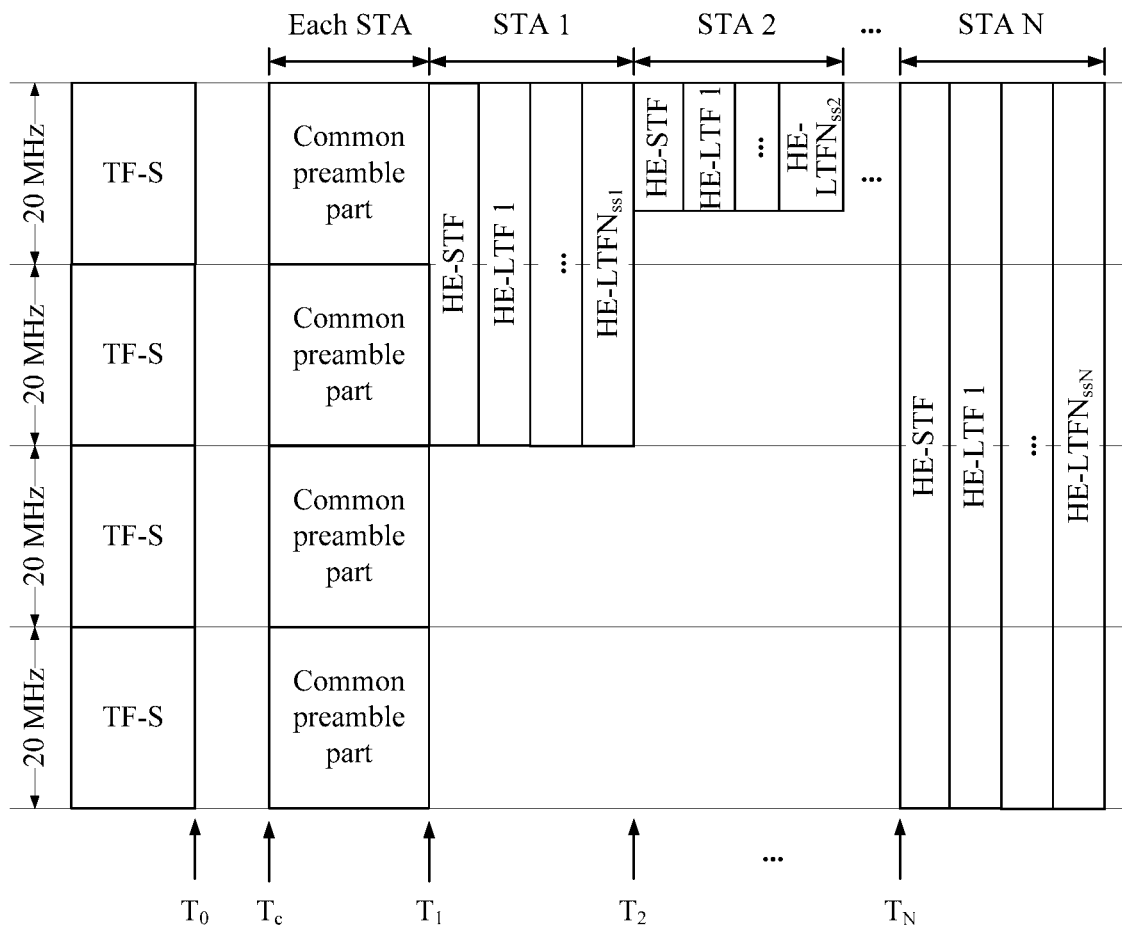 Each STA
STA 1
STA 2
...
STA N
20 MHz
TF-S
Common
preamble
part
HE-STF
HE-LTF 1
...
HE-LTFNss1
HE-STF
HE-LTF 1
...
HE-
LTFNss2
...
HE-STF
HE-LTF 1
...
HE-LTFNssN
20 MHz
TF-S
Common
preamble
part
20 MHz
TF-S
Common
preamble
part
20 MHz
TF-S
Common
preamble
part
...
T0
Tc
T1
T2
TN